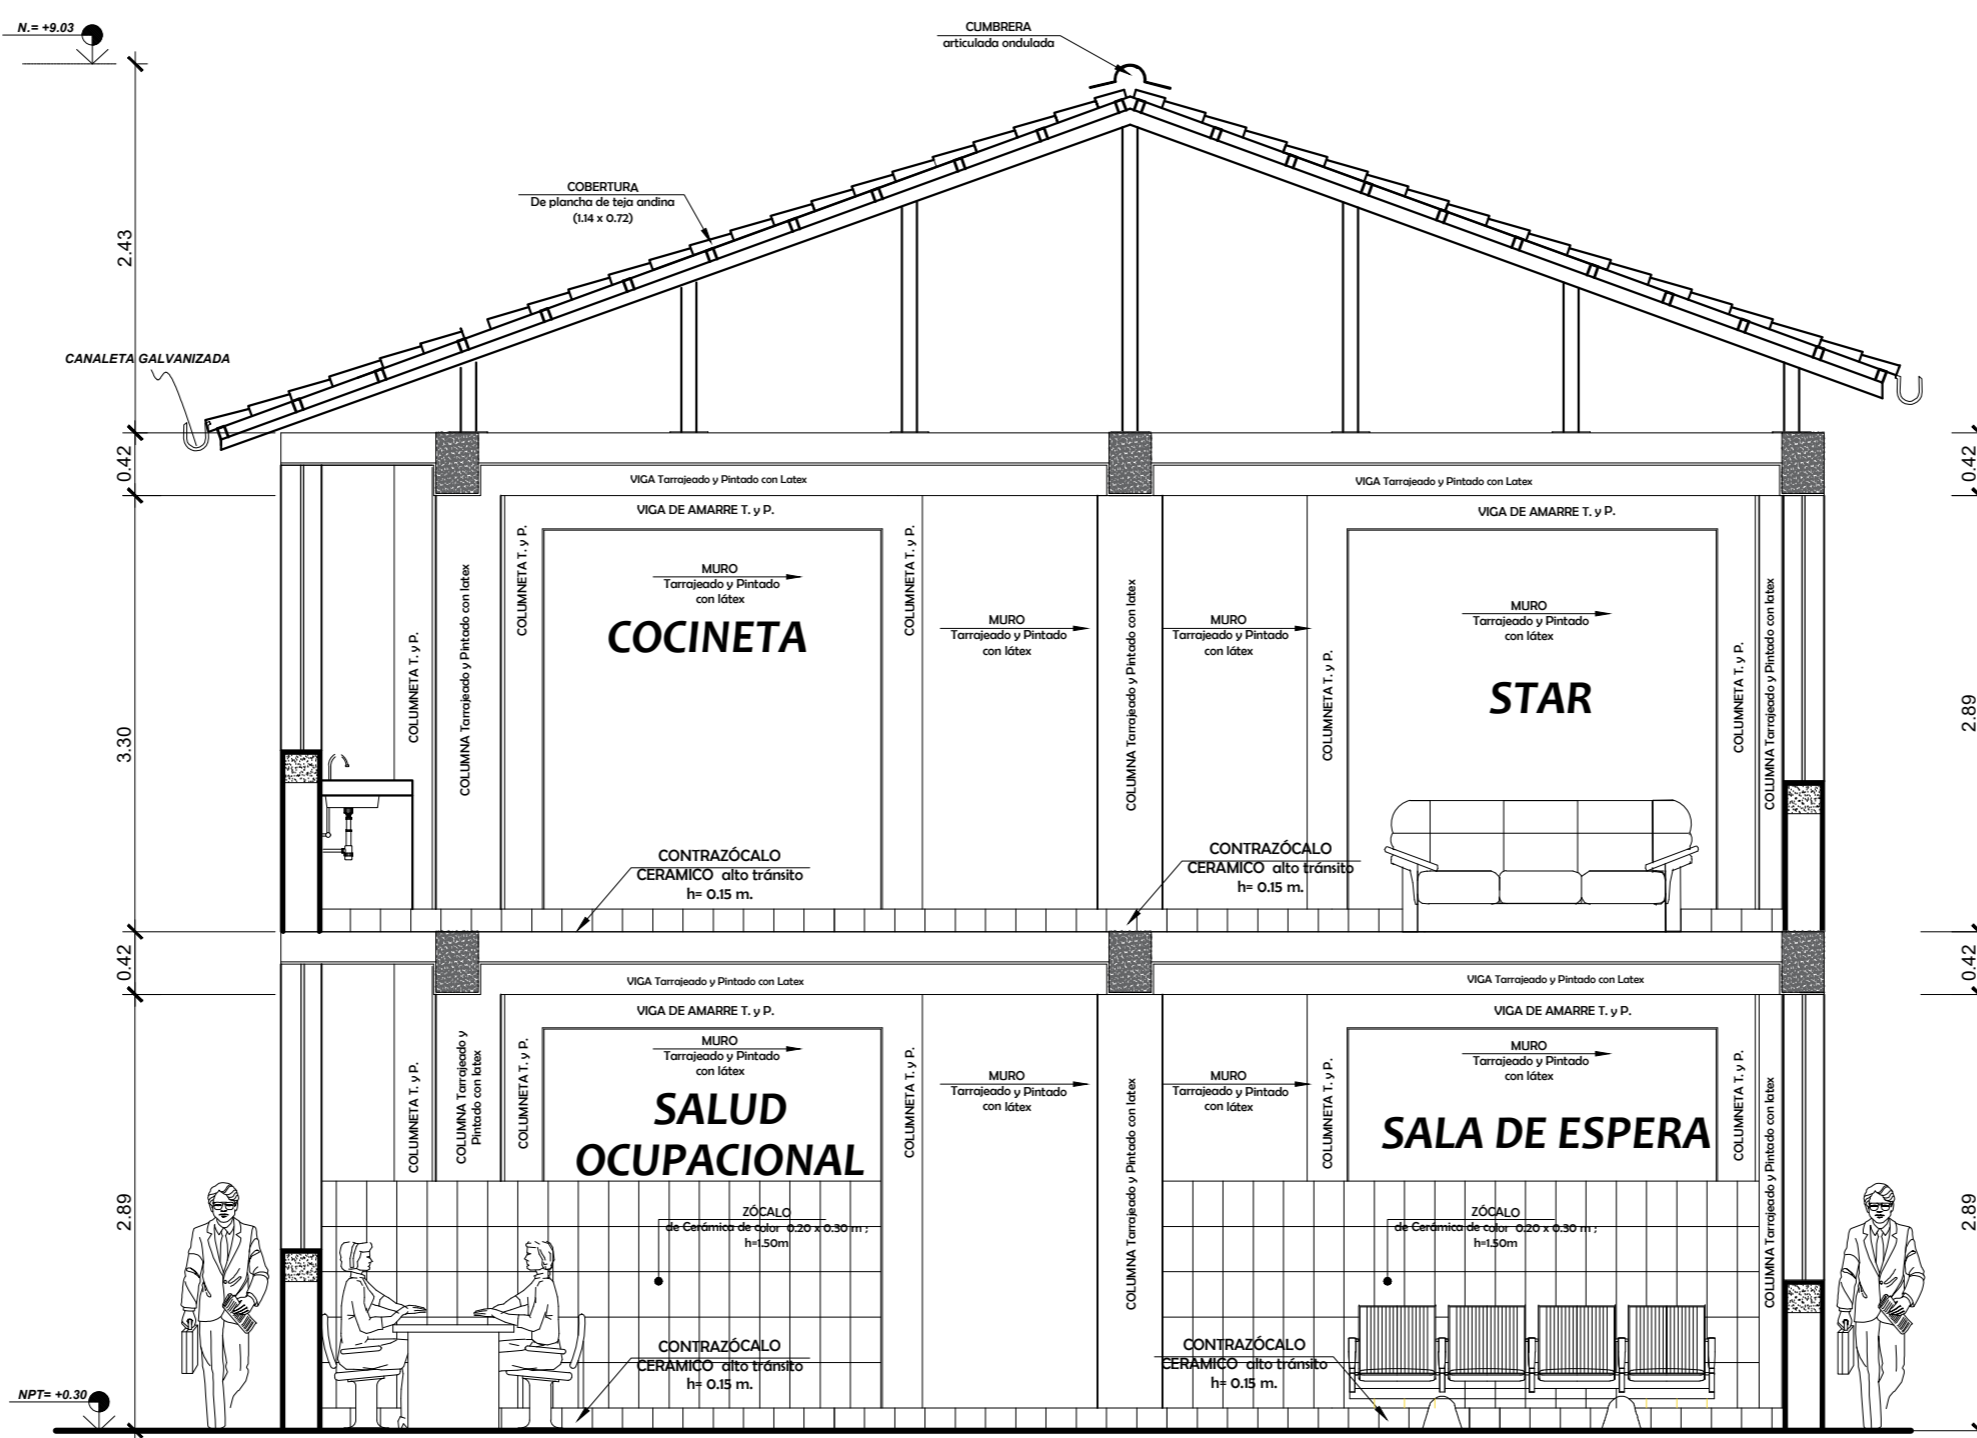 N.= +9.03
CUMBRERA
articulada ondulada
COBERTURA
De plancha de teja andina
(1.14 x 0.72)
2.43
CANALETA GALVANIZADA
0.42
0.42
VIGA Tarrajeado y Pintado con Latex
VIGA Tarrajeado y Pintado con Latex
VIGA DE AMARRE T. y P.
VIGA DE AMARRE T. y P.
3.30
COLUMNETA T. y P.
COLUMNA Tarrajeado y Pintado con latex
COLUMNETA T. y P.
MURO
Tarrajeado y Pintado
con látex
COCINETA
COLUMNETA T. y P.
MURO
Tarrajeado y Pintado
con látex
COLUMNA Tarrajeado y Pintado con latex
MURO
Tarrajeado y Pintado
con látex
COLUMNETA T. y P.
MURO
Tarrajeado y Pintado
con látex
STAR
COLUMNETA T. y P.
COLUMNA Tarrajeado y Pintado con latex
2.89
CONTRAZÓCALO
CERAMICO alto tránsito
h= 0.15 m.
CONTRAZÓCALO
CERAMICO alto tránsito
h= 0.15 m.
0.42
0.42
VIGA Tarrajeado y Pintado con Latex
VIGA Tarrajeado y Pintado con Latex
VIGA DE AMARRE T. y P.
VIGA DE AMARRE T. y P.
2.89
COLUMNETA T. y P.
COLUMNA Tarrajeado y
Pintado con latex
COLUMNETA T. y P.
MURO
Tarrajeado y Pintado
con látex
SALUD
OCUPACIONAL
COLUMNETA T. y P.
MURO
Tarrajeado y Pintado
con látex
COLUMNA Tarrajeado y Pintado con latex
MURO
Tarrajeado y Pintado
con látex
COLUMNETA T. y P.
MURO
Tarrajeado y Pintado
con látex
SALA DE ESPERA
COLUMNETA T. y P.
COLUMNA Tarrajeado y Pintado con latex
2.89
ZÓCALO
de Cerámica de color 0.20 x 0.30 m ;
h=1.50m
ZÓCALO
de Cerámica de color 0.20 x 0.30 m ;
h=1.50m
CONTRAZÓCALO
CERAMICO alto tránsito
h= 0.15 m.
CONTRAZÓCALO
CERAMICO alto tránsito
h= 0.15 m.
NPT= +0.30